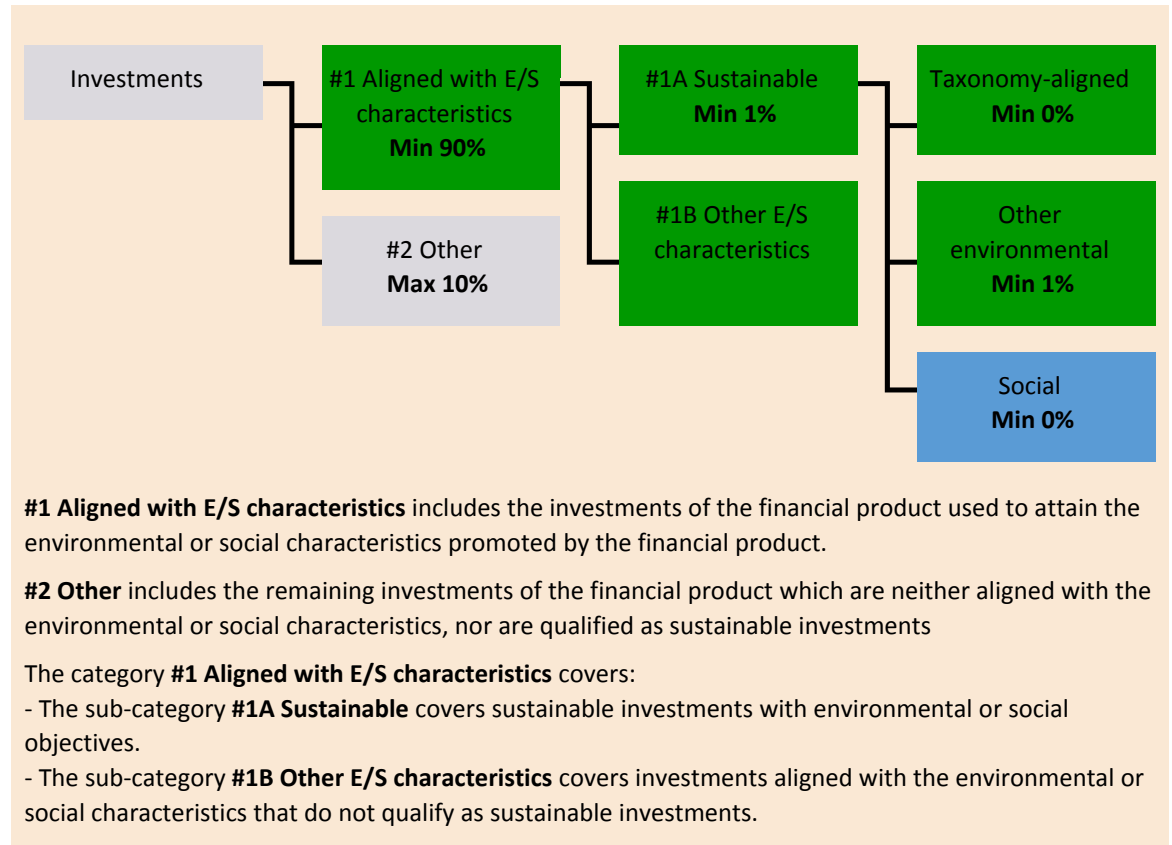 Investments
#1 Aligned with E/S
characteristics
Min 90%
#2 Other
Max 10%
#1A Sustainable
Min 1%
#1B Other E/S
characteristics
Taxonomy-aligned
Min 0%
Other
environmental
Min 1%
Social
Min 0%
#1 Aligned with E/S characteristics includes the investments of the financial product used to attain the
environmental or social characteristics promoted by the financial product.
#2 Other includes the remaining investments of the financial product which are neither aligned with the
environmental or social characteristics, nor are qualified as sustainable investments
The category #1 Aligned with E/S characteristics covers:
- The sub-category #1A Sustainable covers sustainable investments with environmental or social
objectives.
- The sub-category #1B Other E/S characteristics covers investments aligned with the environmental or
social characteristics that do not qualify as sustainable investments.